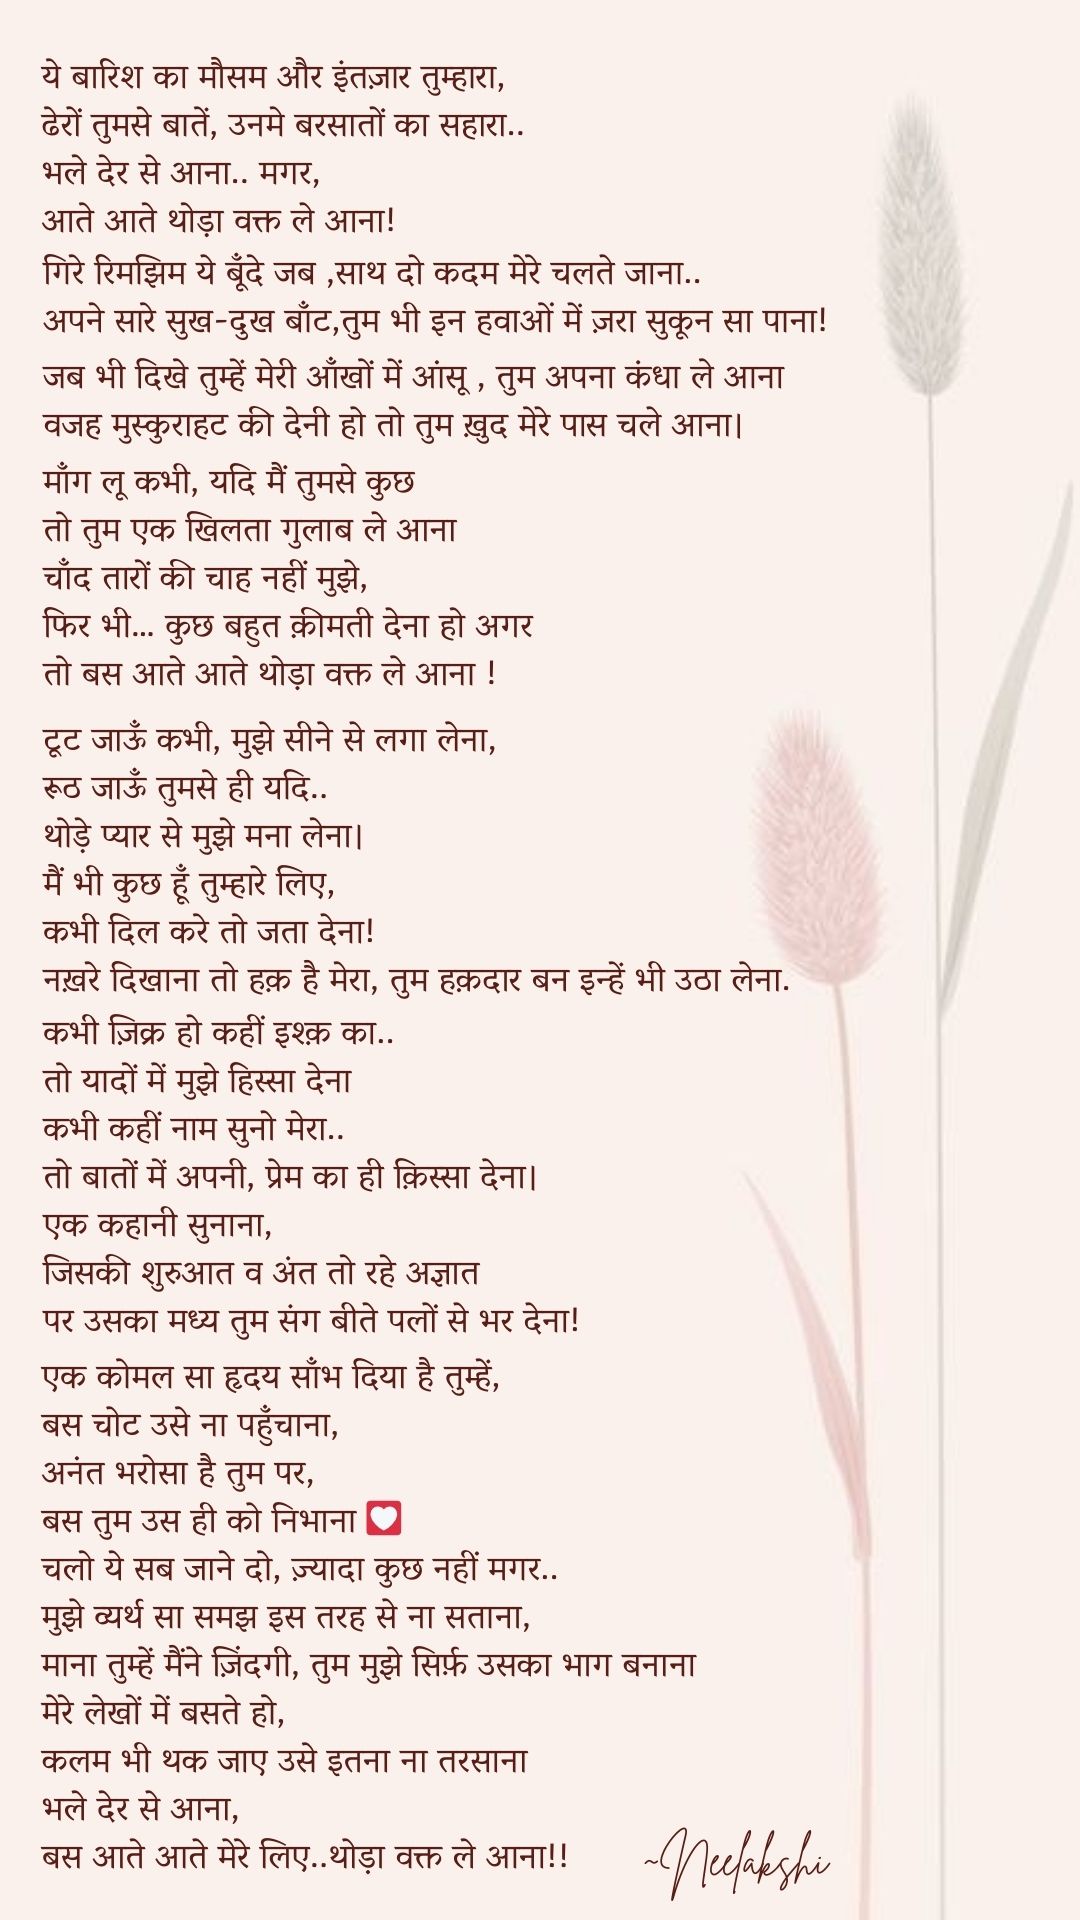 ये बारिश का मौसम और इंतज़ार तुम्हारा,
ढेरों तुमसे बातें, उनमे बरसातों का सहारा..
भले देर से आना.. मगर,
आते आते थोड़ा वक्त ले आना!
गिरे रिमझिम ये बूँदे जब ,साथ दो कदम मेरे चलते जाना..
अपने सारे सुख-दुख बाँट,तुम भी इन हवाओं में ज़रा सुकून सा पाना!
जब भी दिखे तुम्हें मेरी आँखों में आंसू , तुम अपना कंधा ले आना
वजह मुस्कुराहट की देनी हो तो तुम ख़ुद मेरे पास चले आना|
माँग लू कभी, यदि मैं तुमसे कुछ
तो तुम एक खिलता गुलाब ले आना
चाँद तारों की चाह नहीं मुझे,
फिर भी... कुछ बहुत क़ीमती देना हो अगर
तो बस आते आते थोड़ा वक्त ले आना !
टूट जाऊँ कभी, मुझे सीने से लगा लेना,
रूठ जाऊँ तुमसे ही यदि..
थोड़े प्यार से मुझे मना लेना|
मैं भी कुछ हूँ तुम्हारे लिए,
कभी दिल करे तो जता देना!
नख़रे दिखाना तो हक़ है मेरा, तुम हक़दार बन इन्हें भी उठा लेना.
कभी ज़िक्र हो कहीं इश्क़ का..
तो यादों में मुझे हिस्सा देना
कभी कहीं नाम सुनो मेरा..
तो बातों में अपनी, प्रेम का ही क़िस्सा देना|
एक कहानी सुनाना,
जिसकी शुरुआत व अंत तो रहे अज्ञात
पर उसका मध्य तुम संग बीते पलों से भर देना!
एक कोमल सा हृदय साँभ दिया है तुम्हें,
बस चोट उसे ना पहुँचाना,
अनंत भरोसा है तुम पर,
बस तुम उस ही को निभाना 💟
चलो ये सब जाने दो, ज़्यादा कुछ नहीं मगर..
मुझे व्यर्थ सा समझ इस तरह से ना सताना,
माना तुम्हें मैंने ज़िंदगी, तुम मुझे सिर्फ़ उसका भाग बनाना
मेरे लेखों में बसते हो,
कलम भी थक जाए उसे इतना ना तरसाना
भले देर से आना,
बस आते आते मेरे लिए..थोड़ा वक्त ले आना!!
~Neelakshi